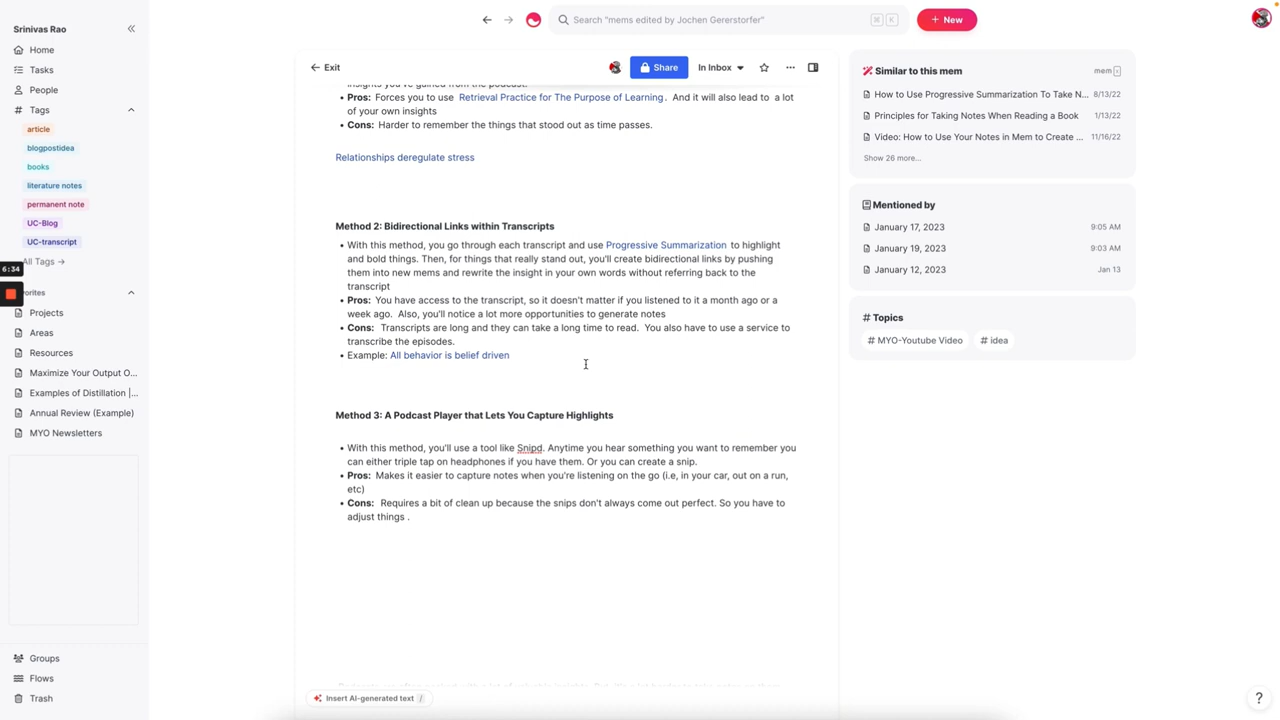 Srinivas Rao
Search "mems edited by Jochen Gererstorfer"
⌘ K
+ New
Home
Tasks
People
Tags
article
blogpostidea
books
literature notes
permanent note
UC-Blog
UC-transcript
All Tags →
6:34
vorites
Projects
Areas
Resources
Maximize Your Output O...
Examples of Distillation |...
Annual Review (Example)
MYO Newsletters
Groups
Flows
Trash
← Exit
Share
In Inbox
insights you've gained from the podcast.
• Pros: Forces you to use Retrieval Practice for The Purpose of Learning. And it will also lead to a lot
of your own insights
• Cons: Harder to remember the things that stood out as time passes.
Relationships deregulate stress
Method 2: Bidirectional Links within Transcripts
• With this method, you go through each transcript and use Progressive Summarization to highlight
and bold things. Then, for things that really stand out, you'll create bidirectional links by pushing
them into new mems and rewrite the insight in your own words without referring back to the
transcript
• Pros: You have access to the transcript, so it doesn't matter if you listened to it a month ago or a
week ago. Also, you'll notice a lot more opportunities to generate notes
• Cons: Transcripts are long and they can take a long time to read. You also have to use a service to
transcribe the episodes.
• Example: All behavior is belief driven
Method 3: A Podcast Player that Lets You Capture Highlights
• With this method, you'll use a tool like Snipd. Anytime you hear something you want to remember you
can either triple tap on headphones if you have them. Or you can create a snip.
• Pros: Makes it easier to capture notes when you're listening on the go (i.e, in your car, out on a run,
etc)
• Cons: Requires a bit of clean up because the snips don't always come out perfect. So you have to
adjust things .
Insert AI-generated text /
Similar to this mem
mem
How to Use Progressive Summarization To Take N... 8/13/22
Principles for Taking Notes When Reading a Book 1/13/22
Video: How to Use Your Notes in Mem to Create ... 11/16/22
Show 26 more...
Mentioned by
January 17, 2023 9:05 AM
January 19, 2023 9:03 AM
January 12, 2023 Jan 13
# Topics
# MYO-Youtube Video # idea
?